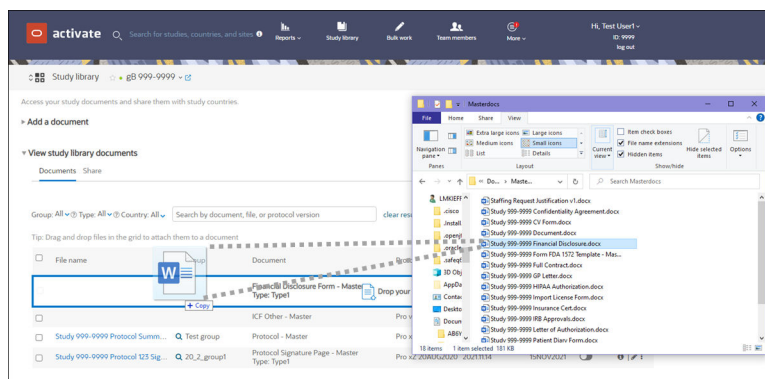 activate
Search for studies, countries, and sites
Reports
Study library
Bulk work
Team members
More
Hi, Test User1
ID: 9999
log out
Study library
gB 999-9999
Access your study documents and share them with study countries.
Add a document
View study library documents
Documents Share
Group: All Type: All Country: All
Search by document, file, or protocol version
clear
Tip: Drag and drop files in the grid to attach them to a document
File name
Document
Financial Disclosure Form - Master
Type: Type1
Drop your
W
+ Copy
ICF Other - Master
Pro v
Study 999-9999 Protocol Summ... Test group Protocol - Master Pro v
Study 999-9999 Protocol 123 Sig... 20_2_group1 Protocol Signature Page - Master
Type: Type1
Pro xZ 20AUG2020 2021.11.14 15NOV2021
Masterdocs
File Home Share View
Navigation pane
Panes
Extra large icons Large icons
Medium icons Small icons
List Details
Layout
Current view
Item check boxes
File name extensions
Hidden items
Hide selected items
Show/hide
Options
Do... Maste...
Search Masterdocs
LMKIEFF
.cisco
.install
.openj
.oracle
.safeq
3D Obj
AppDa
Contac
Deskto
Docum
ABEY
Staffing Request Justification v1.docx
Study 999-9999 Confidentiality Agreement.docx
Study 999-9999 CV Form.docx
Study 999-9999 Document.docx
Study 999-9999 Financial Disclosure.docx
Study 999-9999 Form FDA 1572 Template - Mas...
Study 999-9999 Full Contract.docx
Study 999-9999 GP Letter.docx
Study 999-9999 HIPAA Authorization.docx
Study 999-9999 Import License Form.docx
Study 999-9999 Insurance Cert.docx
Study 999-9999 IRB Approvals.docx
Study 999-9999 Letter of Authorization.docx
Study 999-9999 Patient Diary Form.docx
18 items 1 item selected 181 KB